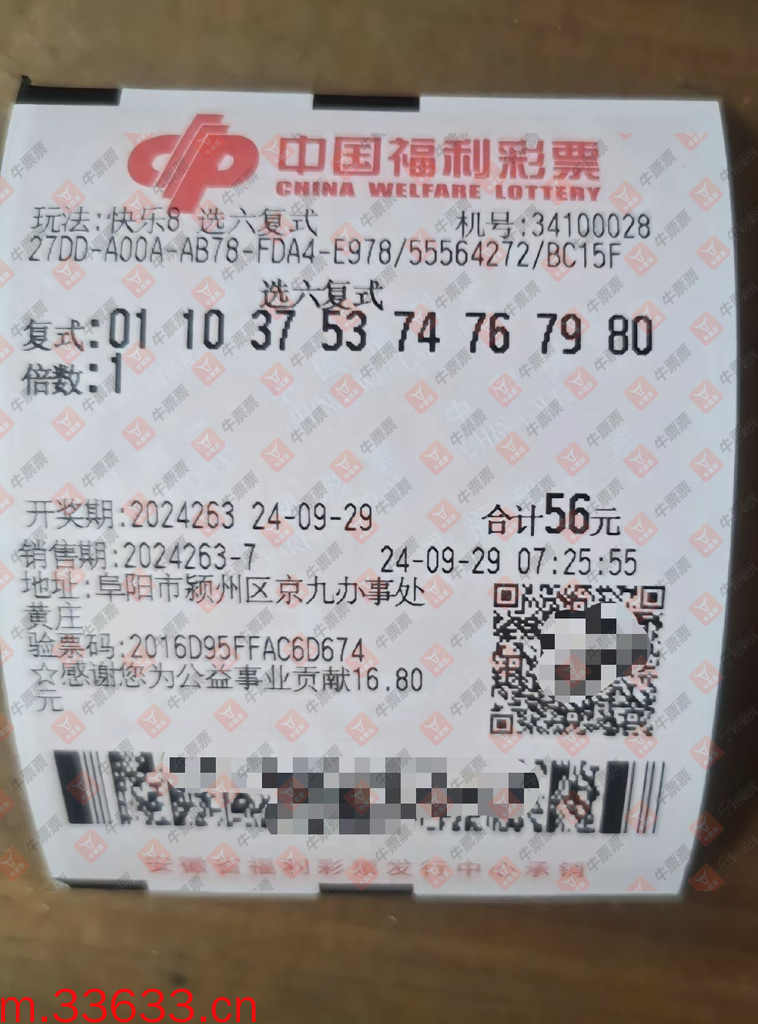 中国福利彩票
CHINA WELFARE LOTTERY
玩法:快乐8 选六复式 机号:34100028
27DD-A00A-AB78-FDA4-E978/55564272/BC15F
选六复式
复式:01 10 37 53 74 76 79 80
倍数:1
开奖期:2024263 24-09-29 合计56元
销售期:2024263-7 24-09-29 07:25:55
地址:阜阳市颍州区京九办事处
黄庄
验票码:2016D95FFAC6D674
☆感谢您为公益事业贡献16.80
元
安徽省福利彩票发行中心承销
牛票票
m.33633.cn